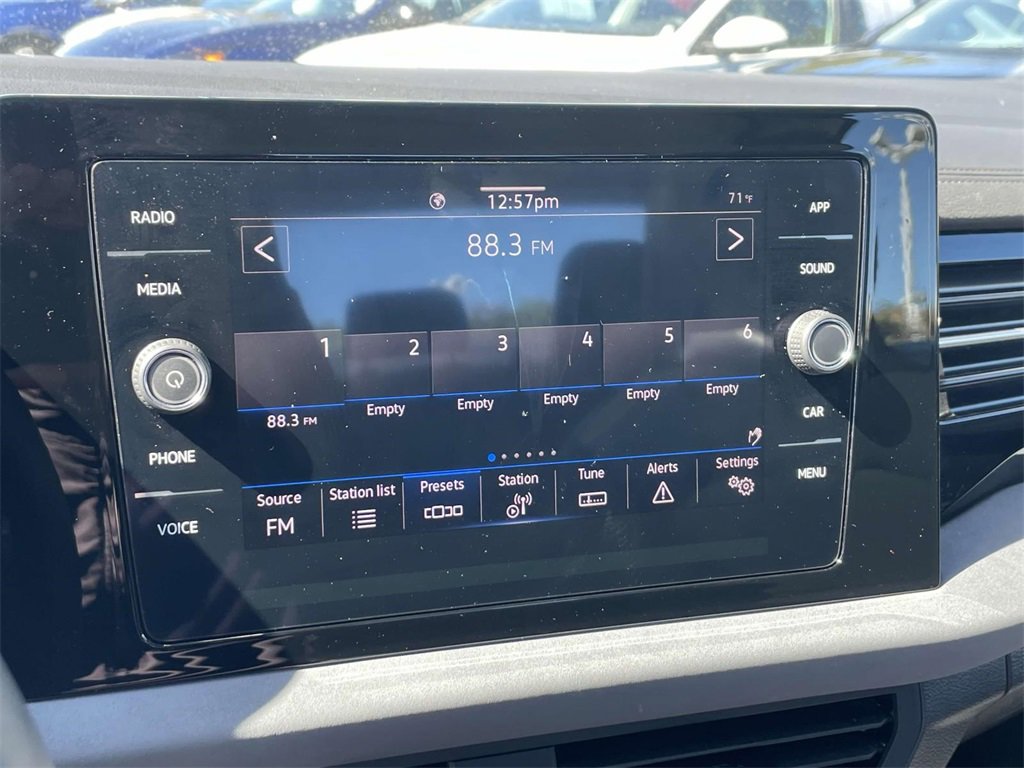 12:57pm
71°F
RADIO
APP
88.3 FM
MEDIA
SOUND
1
2
3
4
5
6
88.3 FM
Empty
Empty
Empty
Empty
Empty
CAR
PHONE
MENU
Source
Station list
Presets
Station
Tune
Alerts
Settings
FM
VOICE